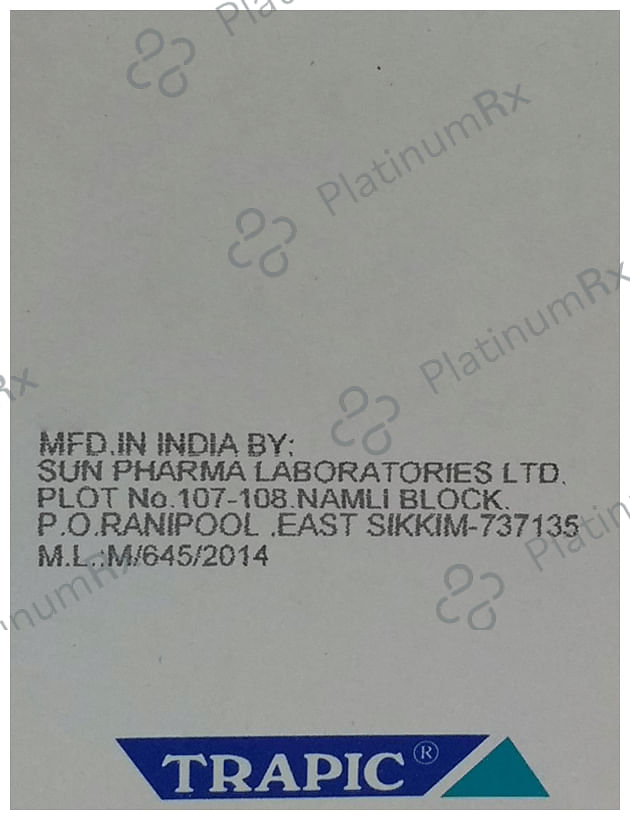 PlatinumRx
PlatinumRx
MFD.IN INDIA BY:
SUN PHARMA LABORATORIES LTD.
PLOT No.107-108.NAMLI BLOCK.
P.O.RANIPOOL .EAST SIKKIM-737135
M.L.:M/645/2014
TRAPIC®